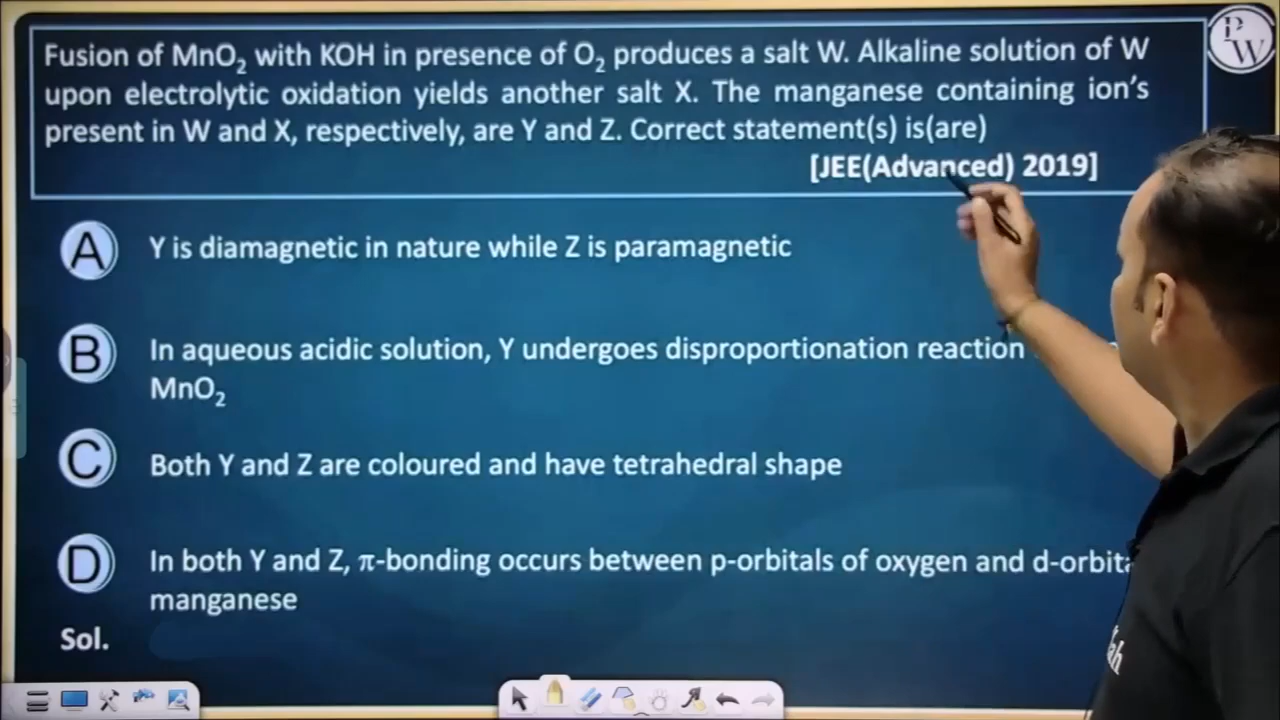 Fusion of MnO₂ with KOH in presence of O₂ produces a salt W. Alkaline solution of W
upon electrolytic oxidation yields another salt X. The manganese containing ion's
present in W and X, respectively, are Y and Z. Correct statement(s) is(are)
[JEE(Advanced) 2019]
P
W
A Y is diamagnetic in nature while Z is paramagnetic
B In aqueous acidic solution, Y undergoes disproportionation reaction
MnO₂
C Both Y and Z are coloured and have tetrahedral shape
D In both Y and Z, π-bonding occurs between p-orbitals of oxygen and
manganese
Sol.